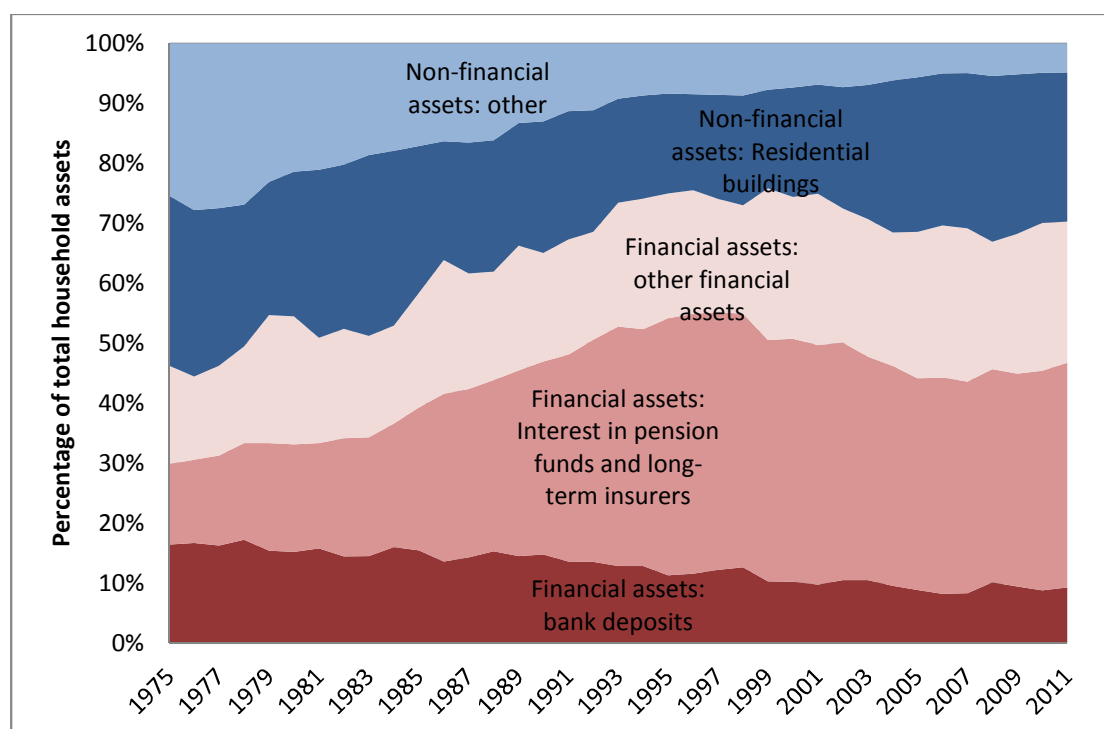 100%
90%
80%
70%
60%
50%
40%
30%
20%
10%
0%
Percentage of total household assets
Non-financial
assets: other
Non-financial
assets: Residential
buildings
Financial assets:
other financial
assets
Financial assets:
Interest in pension
funds and long-
term insurers
Financial assets:
bank deposits
1975
1977
1979
1981
1983
1985
1987
1989
1991
1993
1995
1997
1999
2001
2003
2005
2007
2009
2011